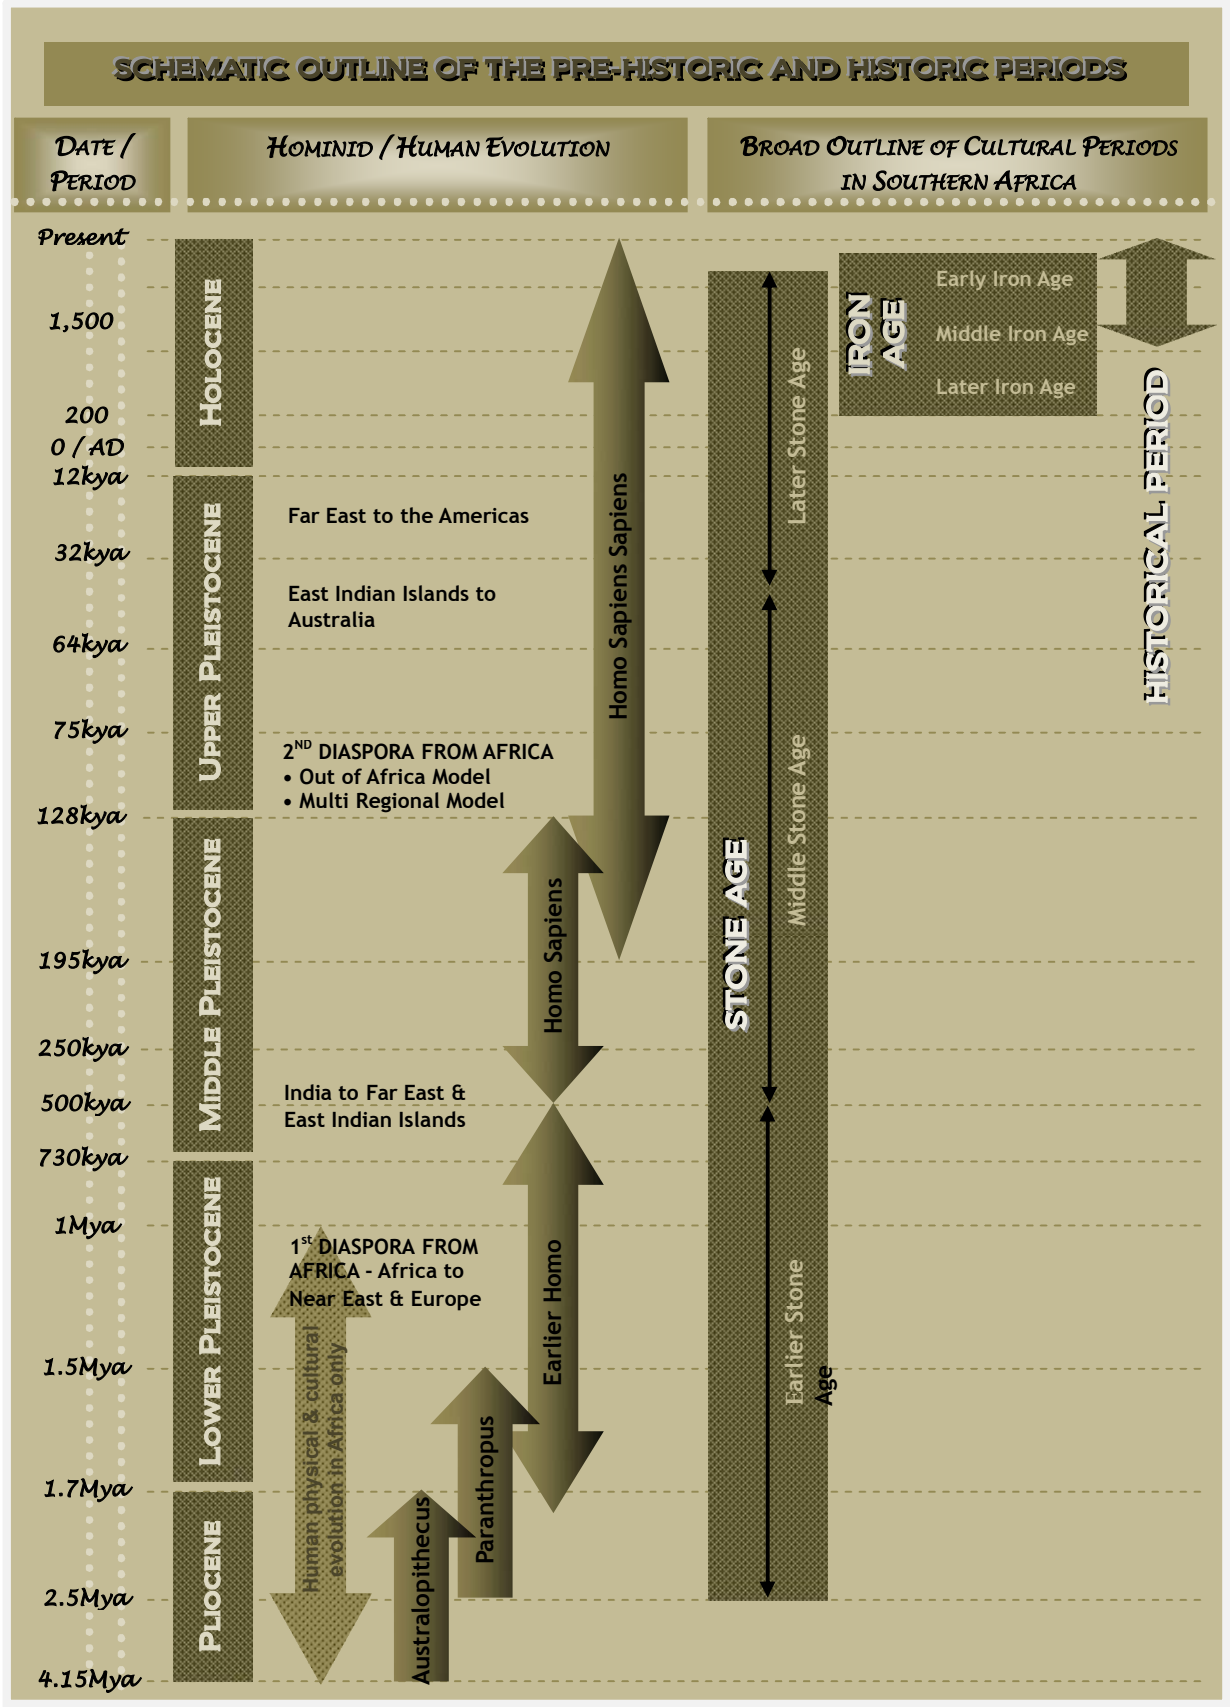 SCHEMATIC OUTLINE OF THE PRE-HISTORIC AND HISTORIC PERIODS
DATE /
PERIOD
HOMINID / HUMAN EVOLUTION
BROAD OUTLINE OF CULTURAL PERIODS
IN SOUTHERN AFRICA
Present
1,500
200
0 / AD
12kya
32kya
64kya
75kya
128kya
195kya
250kya
500kya
730kya
1Mya
1.5Mya
1.7Mya
2.5Mya
4.15Mya
HOLOCENE
UPPER PLEISTOCENE
MIDDLE PLEISTOCENE
LOWER PLEISTOCENE
PLIOCENE
Far East to the Americas
East Indian Islands to
Australia
2ND DIASPORA FROM AFRICA
• Out of Africa Model
• Multi Regional Model
India to Far East &
East Indian Islands
1st DIASPORA FROM
AFRICA - Africa to
Near East & Europe
Human physical & cultural
evolution in Africa only
Australopithecus
Paranthropus
Earlier Homo
Homo Sapiens
Homo Sapiens Sapiens
STONE AGE
Later Stone Age
Middle Stone Age
Earlier Stone
Age
IRON
AGE
Early Iron Age
Middle Iron Age
Later Iron Age
HISTORICAL PERIOD